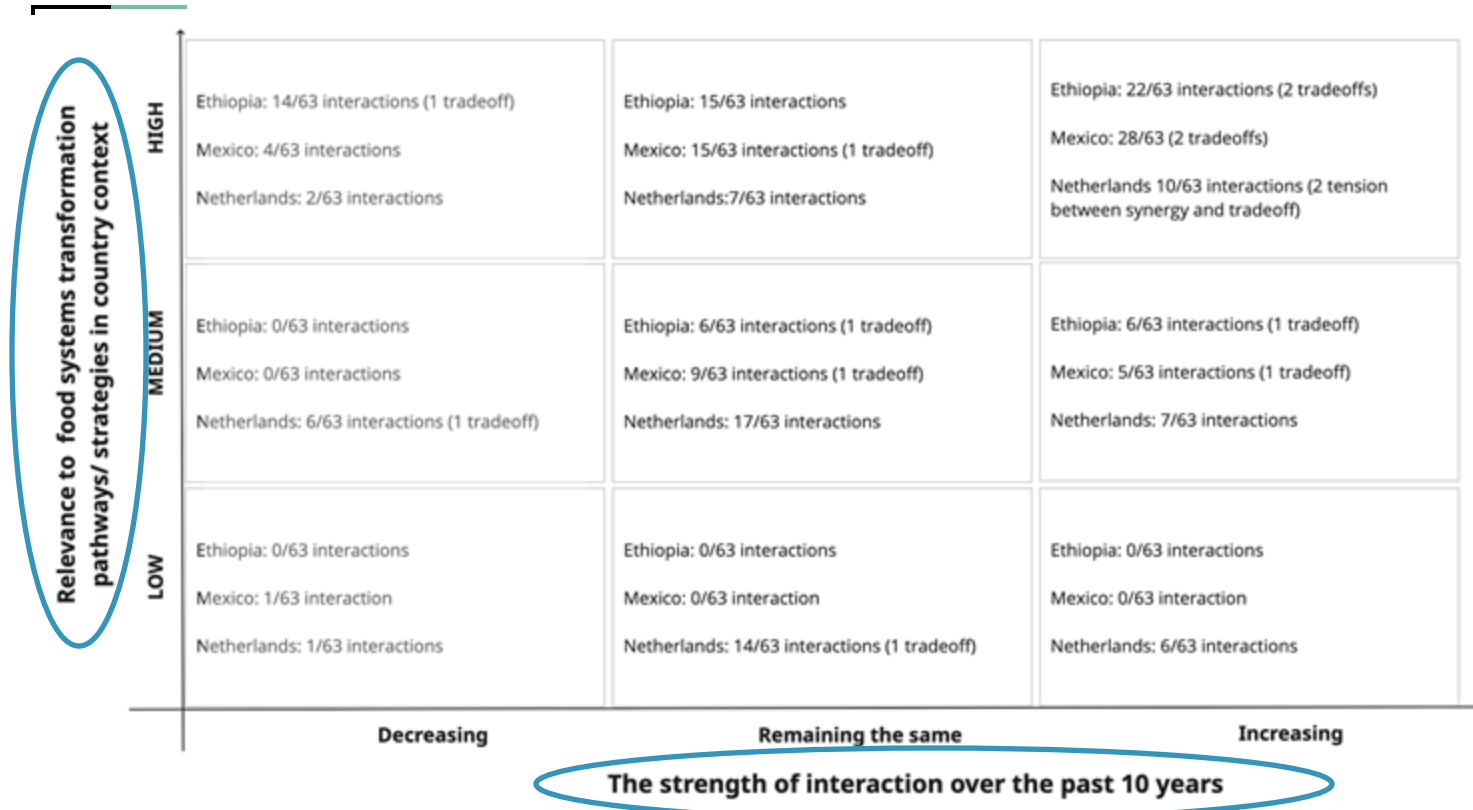 Relevance to food systems transformation
pathways/ strategies in country context
HIGH
Ethiopia: 14/63 interactions (1 tradeoff)
Mexico: 4/63 interactions
Netherlands: 2/63 interactions
Ethiopia: 15/63 interactions
Mexico: 15/63 interactions (1 tradeoff)
Netherlands:7/63 interactions
Ethiopia: 22/63 interactions (2 tradeoffs)
Mexico: 28/63 (2 tradeoffs)
Netherlands 10/63 interactions (2 tension
between synergy and tradeoff)
MEDIUM
Ethiopia: 0/63 interactions
Mexico: 0/63 interactions
Netherlands: 6/63 interactions (1 tradeoff)
Ethiopia: 6/63 interactions (1 tradeoff)
Mexico: 9/63 interactions (1 tradeoff)
Netherlands: 17/63 interactions
Ethiopia: 6/63 interactions (1 tradeoff)
Mexico: 5/63 interactions (1 tradeoff)
Netherlands: 7/63 interactions
LOW
Ethiopia: 0/63 interactions
Mexico: 1/63 interaction
Netherlands: 1/63 interactions
Ethiopia: 0/63 interactions
Mexico: 0/63 interaction
Netherlands: 14/63 interactions (1 tradeoff)
Ethiopia: 0/63 interactions
Mexico: 0/63 interaction
Netherlands: 6/63 interactions
Decreasing
Remaining the same
Increasing
The strength of interaction over the past 10 years